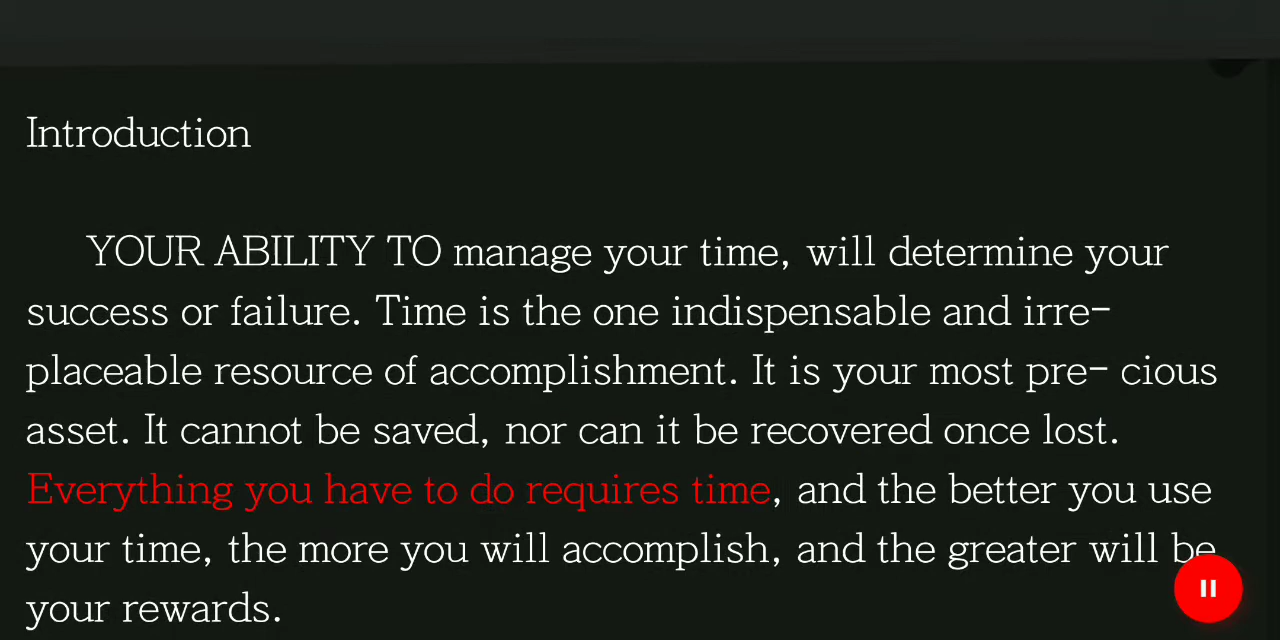 Introduction
YOUR ABILITY TO manage your time, will determine your
success or failure. Time is the one indispensable and irre-
placeable resource of accomplishment. It is your most pre- cious
asset. It cannot be saved, nor can it be recovered once lost.
Everything you have to do requires time, and the better you use
your time, the more you will accomplish, and the greater will be
your rewards.